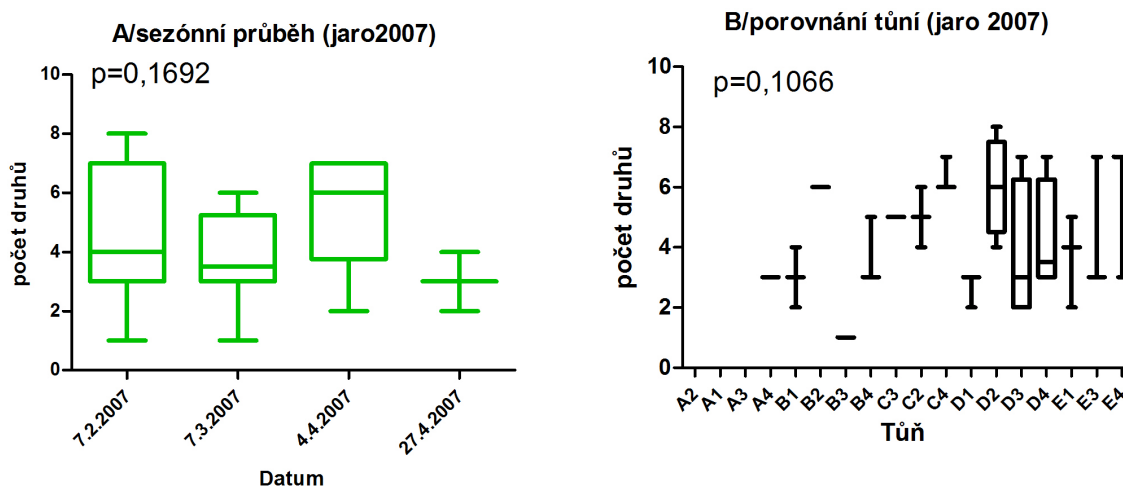 A/sezónní průběh (jaro2007)
p=0,1692
10
8
6
4
2
0
počet druhů
7.2.2007
7.3.2007
4.4.2007
27.4.2007
Datum
B/porovnání tůní (jaro 2007)
p=0,1066
10
8
6
4
2
0
počet druhů
A2
A1
A3
A4
B1
B2
B3
B4
C3
C2
C4
D1
D2
D3
D4
E1
E3
E4
Tůň